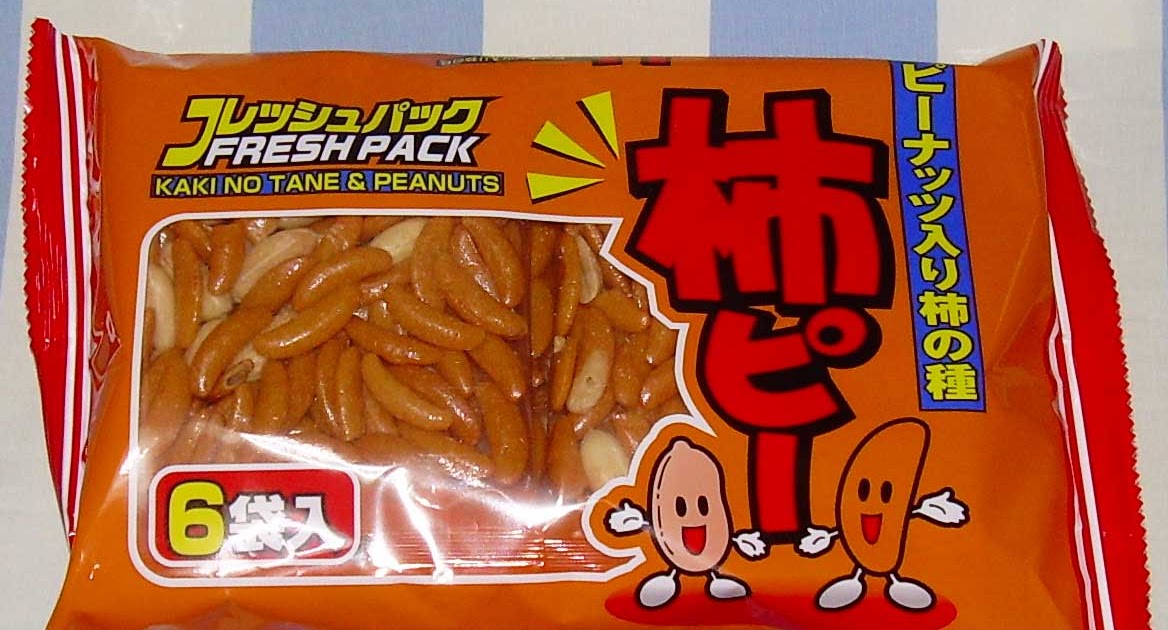 フレッシュパック
FRESH PACK
KAKI NO TANE & PEANUTS
柿ピー
ピーナッツ入り柿の種
6袋入